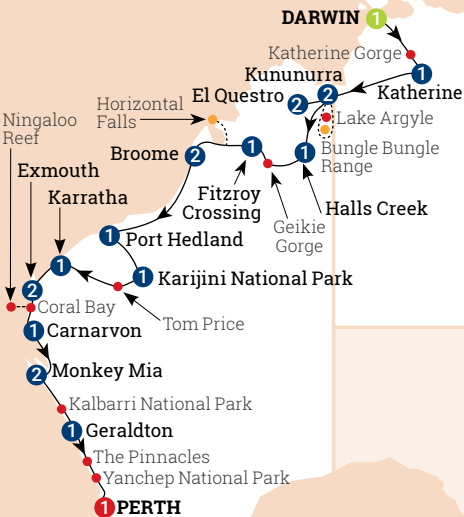 DARWIN 1
Katherine Gorge
1
Katherine
Kununurra
2
El Questro 2
Lake Argyle
Horizontal
Falls
Bungle Bungle
Range
1
Halls Creek
Geikie
Gorge
1
Fitzroy
Crossing
Broome 2
1 Port Hedland
1 Karijini National Park
Tom Price
Karratha
1
Ningaloo
Reef
Exmouth
2
Coral Bay
1 Carnarvon
2 Monkey Mia
Kalbarri National Park
1 Geraldton
The Pinnacles
Yanchep National Park
1 PERTH